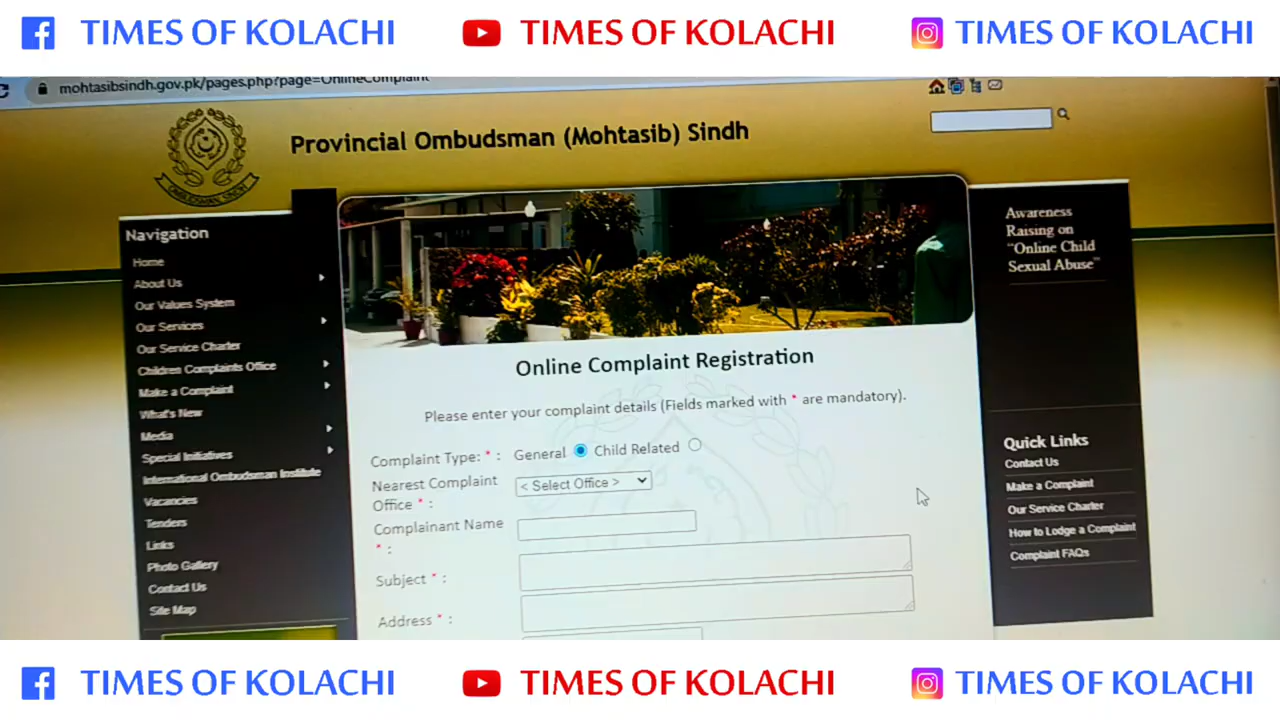 TIMES OF KOLACHI TIMES OF KOLACHI TIMES OF KOLACHI
mohtasibsindh.gov.pk/pages.php?page=OnlineComplaint
OMBUDSMAN SINDH
Provincial Ombudsman (Mohtasib) Sindh
Navigation
Home
About Us
Our Values System
Our Services
Our Service Charter
Children Complaints Office
Make a Complaint
What's New
Media
Special Initiatives
International Ombudsman Institute
Vacancies
Tenders
Links
Photo Gallery
Contact Us
Site Map
Online Complaint Registration
Please enter your complaint details (Fields marked with * are mandatory).
Complaint Type: * : General Child Related
Nearest Complaint
Office * : < Select Office >
Complainant Name
* :
Subject * :
Address * :
Awareness
Raising on
"Online Child
Sexual Abuse"
Quick Links
Contact Us
Make a Complaint
Our Service Charter
How to Lodge a Complaint
Complaint FAQs
TIMES OF KOLACHI TIMES OF KOLACHI TIMES OF KOLACHI